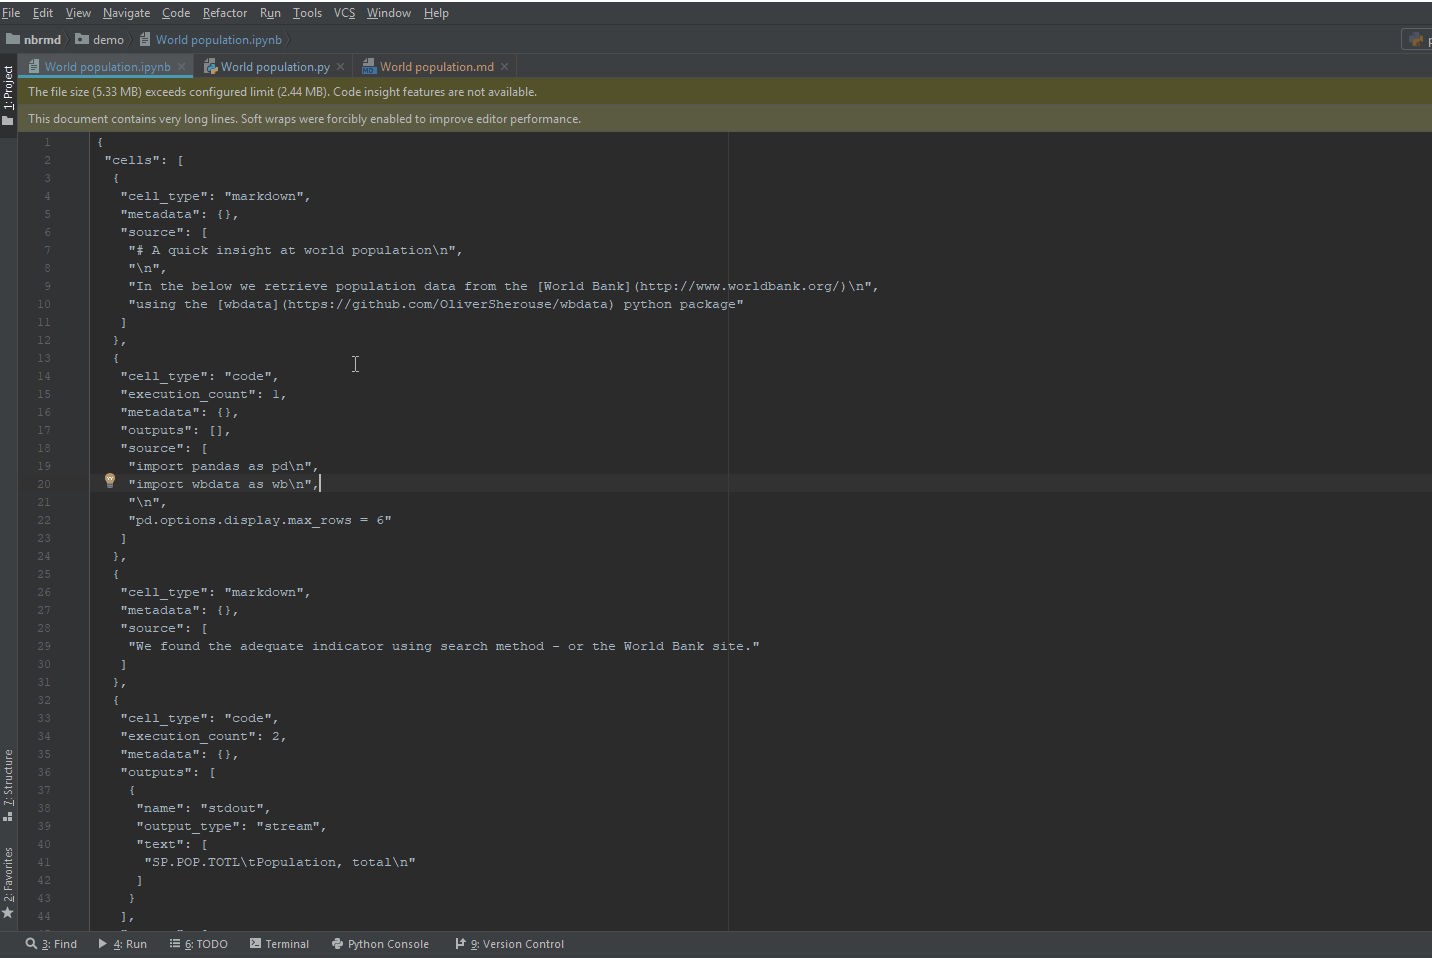 File Edit View Navigate Code Refactor Run Tools VCS Window Help
nbrmd demo World population.ipynb
World population.ipynb World population.py World population.md
1: Project
The file size (5.33 MB) exceeds configured limit (2.44 MB). Code insight features are not available.
This document contains very long lines. Soft wraps were forcibly enabled to improve editor performance.
1 {
2 "cells": [
3 {
4 "cell_type": "markdown",
5 "metadata": {},
6 "source": [
7 "# A quick insight at world population\n",
8 "\n",
9 "In the below we retrieve population data from the [World Bank](http://www.worldbank.org/)\n",
10 "using the [wbdata](https://github.com/OliverSherouse/wbdata) python package"
11 ]
12 },
13 {
14 "cell_type": "code",
15 "execution_count": 1,
16 "metadata": {},
17 "outputs": [],
18 "source": [
19 "import pandas as pd\n",
20 "import wbdata as wb\n",
21 "\n",
22 "pd.options.display.max_rows = 6"
23 ]
24 },
25 {
26 "cell_type": "markdown",
27 "metadata": {},
28 "source": [
29 "We found the adequate indicator using search method - or the World Bank site."
30 ]
31 },
32 {
33 "cell_type": "code",
34 "execution_count": 2,
35 "metadata": {},
36 "outputs": [
37 {
38 "name": "stdout",
39 "output_type": "stream",
40 "text": [
41 "SP.POP.TOTL\tPopulation, total\n"
42 ]
43 }
44 ],
7: Structure
2: Favorites
3: Find 4: Run 6: TODO Terminal Python Console 9: Version Control